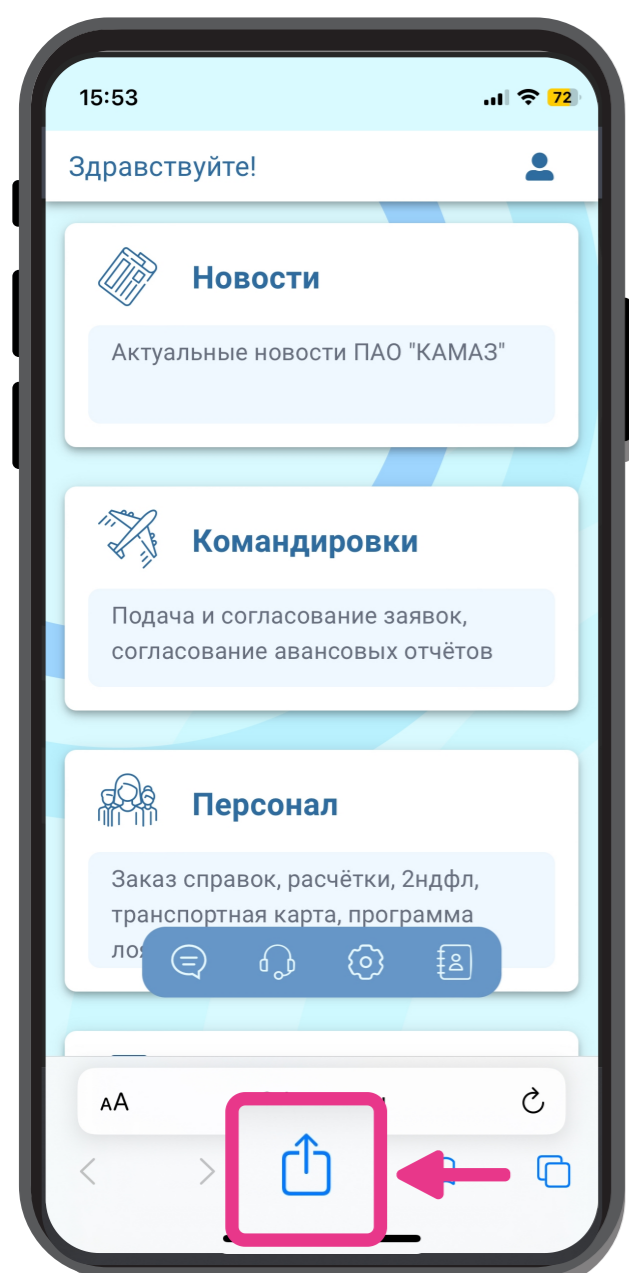 15:53
72
Здравствуйте!
Новости
Актуальные новости ПАО "КАМАЗ"
Командировки
Подача и согласование заявок,
согласование авансовых отчётов
Персонал
Заказ справок, расчётки, 2ндфл,
транспортная карта, программа
AA